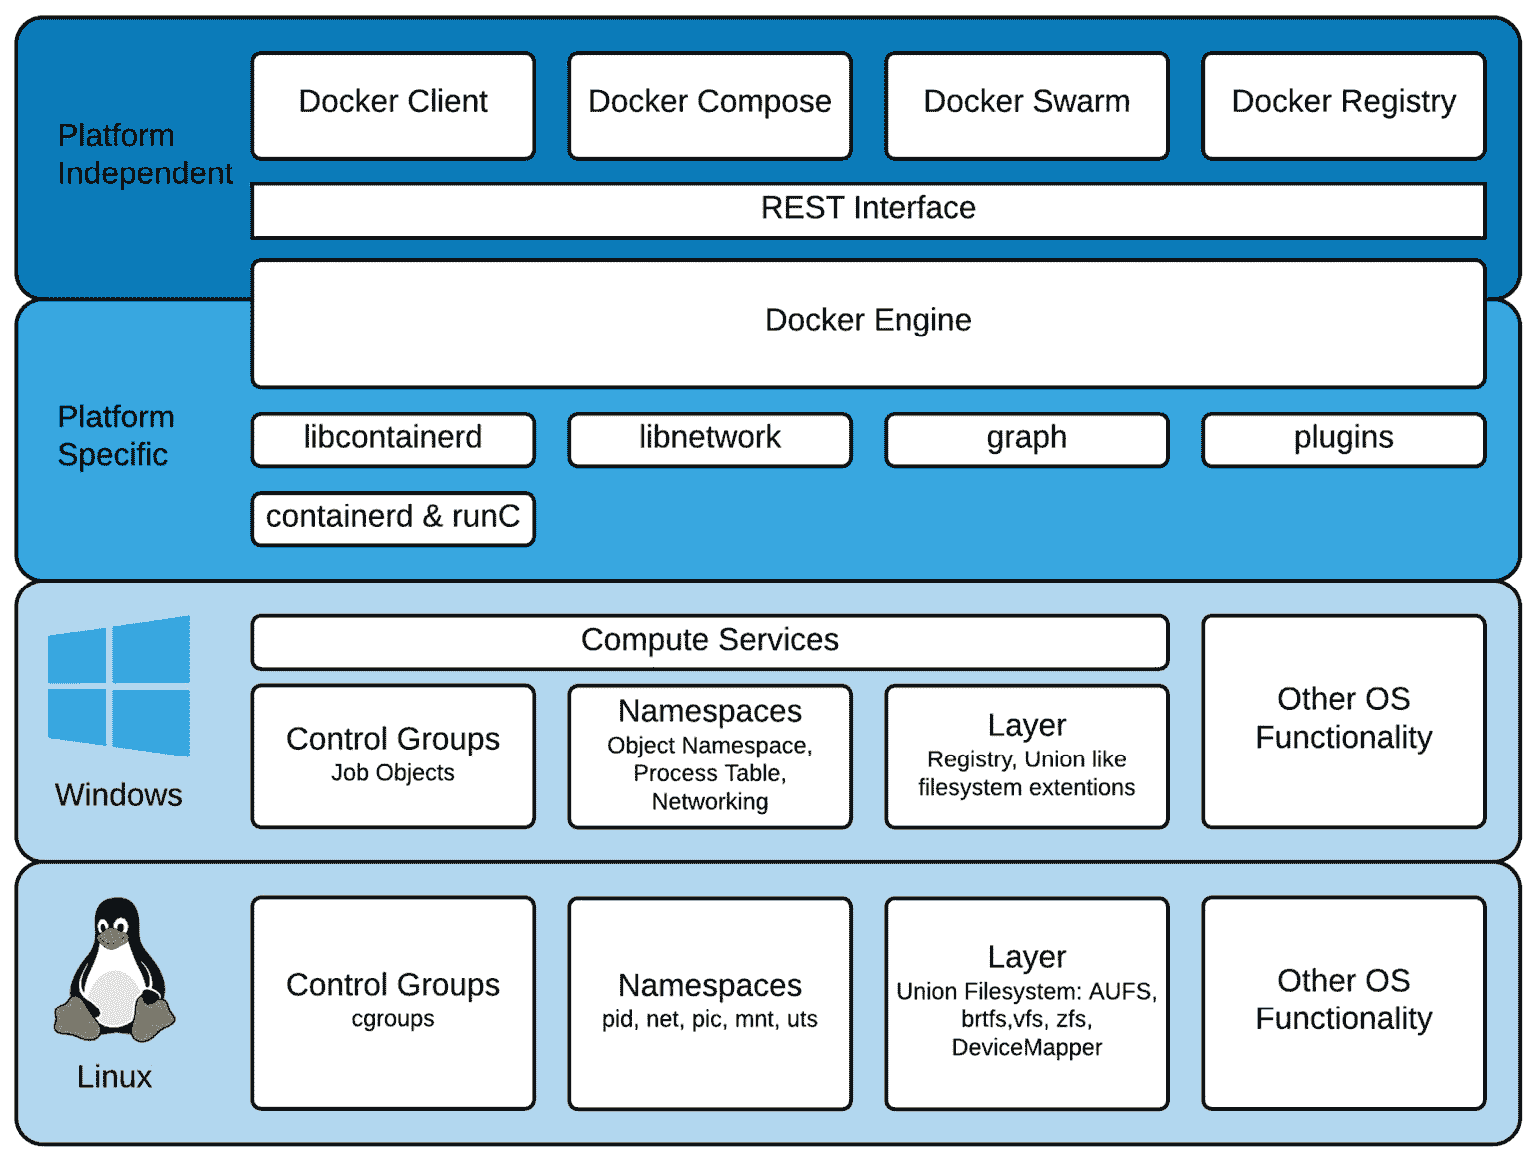 Platform
Independent
Docker Client
Docker Compose
Docker Swarm
Docker Registry
REST Interface
Docker Engine
Platform
Specific
libcontainerd
libnetwork
graph
plugins
containerd & runC
Windows
Compute Services
Control Groups
Job Objects
Namespaces
Object Namespace,
Process Table,
Networking
Layer
Registry, Union like
filesystem extentions
Other OS
Functionality
Linux
Control Groups
cgroups
Namespaces
pid, net, pic, mnt, uts
Layer
Union Filesystem: AUFS,
brtfs,vfs, zfs,
DeviceMapper
Other OS
Functionality